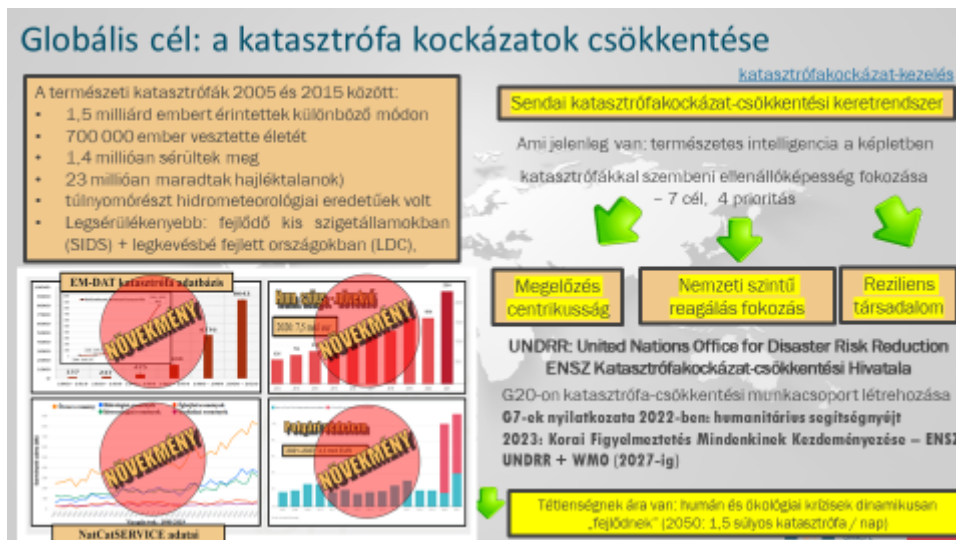 Globális cél: a katasztrófa kockázatok csökkentése
A természeti katasztrófák 2005 és 2015 között:
• 1,5 milliárd embert érintettek különböző módon
• 700 000 ember vesztette életét
• 1,4 millióan sérültek meg
• 23 millióan maradtak hajléktalanok)
• túlnyomórészt hidrometeorológiai eredetűek volt
• Legsérülékenyebb: fejlődő kis szigetállamokban
(SIDS) + legkevésbé fejlett országokban (LDC),
EM-DAT katasztrófa adatbázis
NÖVEKMÉNY
NÖVEKMÉNY
NÖVEKMÉNY
Polgári védelem
NÖVEKMÉNY
NatCatSERVICE adatai
katasztrófakockázat-kezelés
Sendai katasztrófakockázat-csökkentési keretrendszer
Ami jelenleg van: természetes intelligencia a képletben
katasztrófákkal szembeni ellenállóképesség fokozása
– 7 cél, 4 prioritás
Megelőzés
centrikusság
Nemzeti szintű
reagálás fokozás
Reziliens
társadalom
UNDRR: United Nations Office for Disaster Risk Reduction
ENSZ Katasztrófakockázat-csökkentési Hivatala
G20-on katasztrófa-csökkentési munkacsoport létrehozása
G7-ek nyilatkozata 2022-ben: humanitárius segítségnyújt
2023: Korai Figyelmeztetés Mindenkinek Kezdeményezése – ENSZ
UNDRR + WMO (2027-ig)
Tétlenségnek ára van: humán és ökológiai krízisek dinamikusan
„fejlődnek" (2050: 1,5 súlyos katasztrófa / nap)